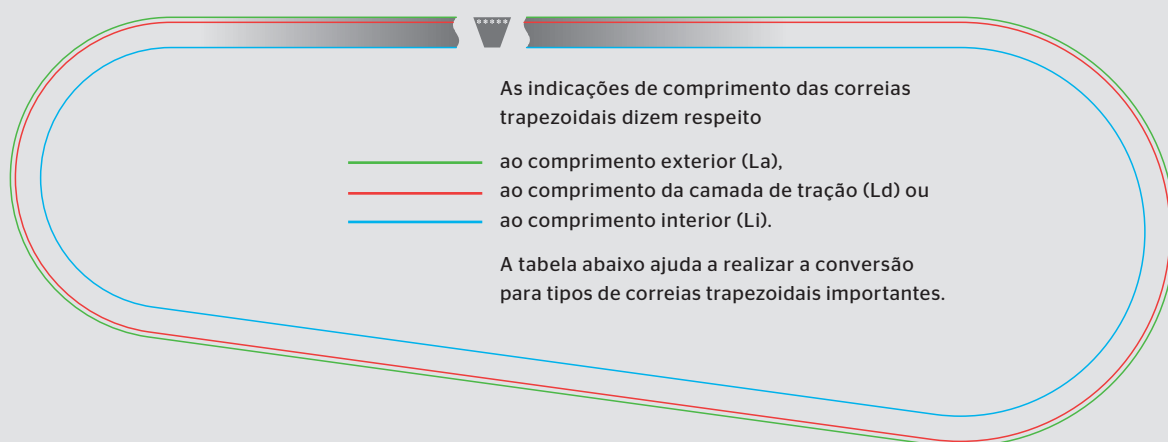 As indicações de comprimento das correias
trapezoidais dizem respeito
ao comprimento exterior (La),
ao comprimento da camada de tração (Ld) ou
ao comprimento interior (Li).
A tabela abaixo ajuda a realizar a conversão
para tipos de correias trapezoidais importantes.